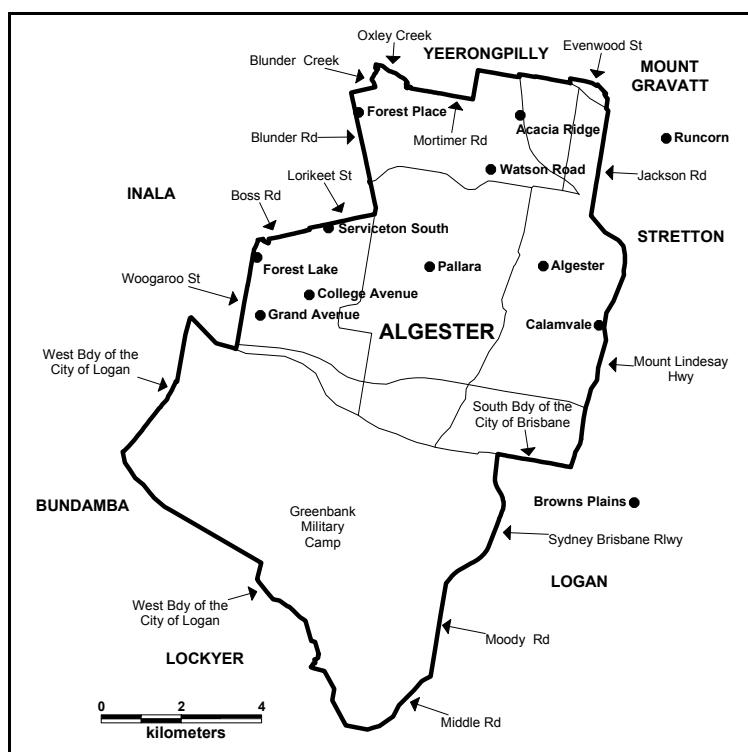 Oxley Creek
YEERONGPILLY
Evenwood St
Blunder Creek
MOUNT
GRAVATT
Forest Place
Acacia Ridge
Blunder Rd
Mortimer Rd
Runcorn
Watson Road
Jackson Rd
INALA
Lorikeet St
Boss Rd
Serviceton South
STRETTON
Forest Lake
Pallara
Algester
Woogaroo St
College Avenue
Grand Avenue
ALGESTER
Calamvale
West Bdy of the
City of Logan
Mount Lindesay
Hwy
South Bdy of the
City of Brisbane
BUNDAMBA
Browns Plains
Greenbank
Military
Camp
Sydney Brisbane Rlwy
LOGAN
West Bdy of the
City of Logan
Moody Rd
LOCKYER
0 2 4
kilometers
Middle Rd